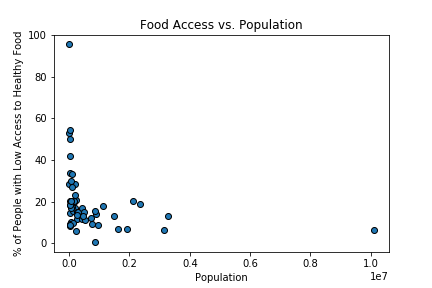 Food Access vs. Population
% of People with Low Access to Healthy Food
100
80
60
40
20
0
0.0 0.2 0.4 0.6 0.8 1.0
1e7
Population